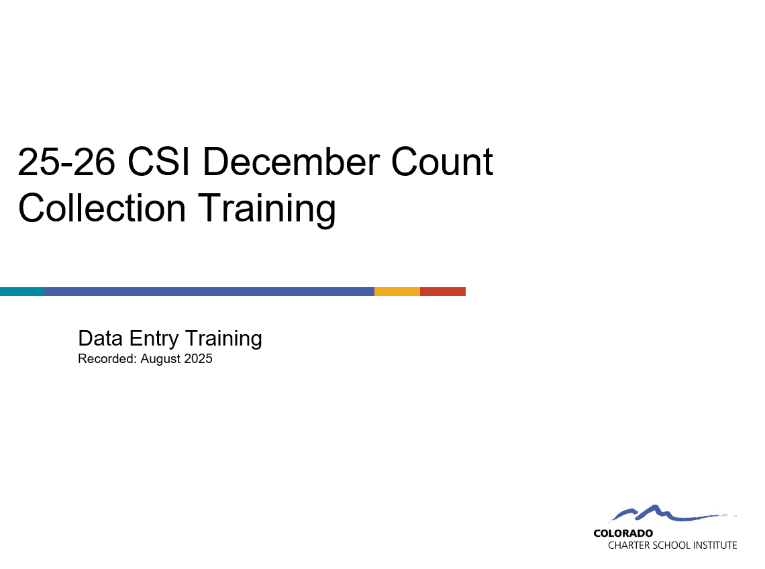 25-26 CSI December Count
Collection Training
Data Entry Training
Recorded: August 2025
COLORADO
CHARTER SCHOOL INSTITUTE